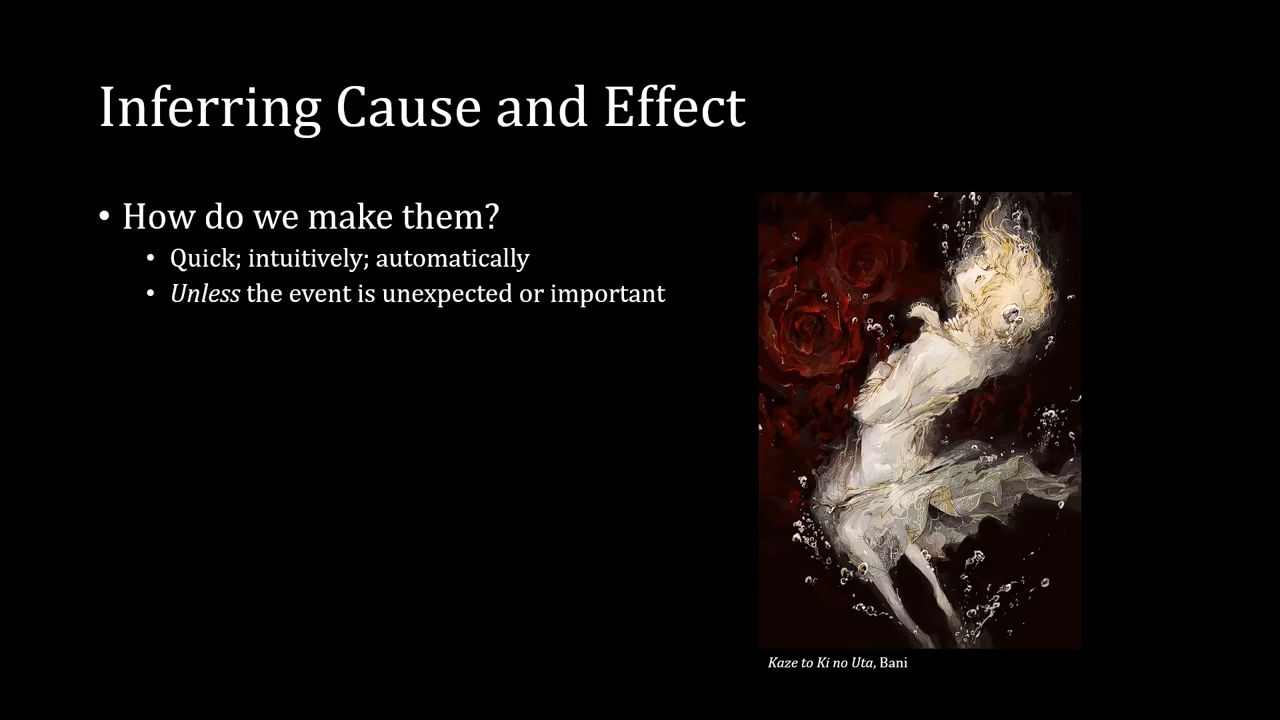 Inferring Cause and Effect
• How do we make them?
• Quick; intuitively; automatically
• Unless the event is unexpected or important
Kaze to Ki no Uta, Bani